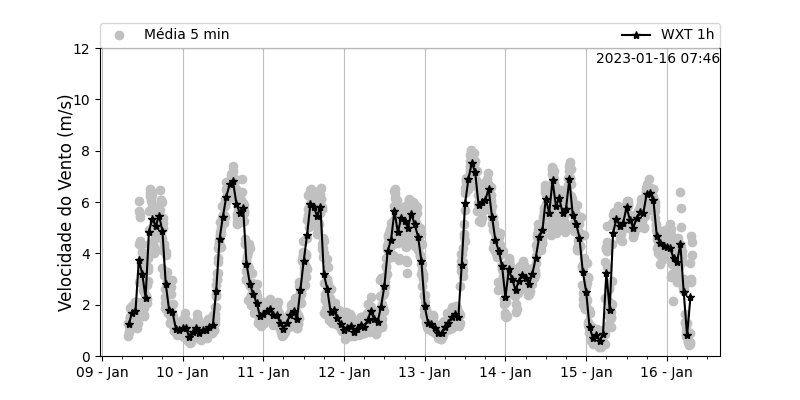 Média 5 min
WXT 1h
2023-01-16 07:46
Velocidade do Vento (m/s)
12
10
8
6
4
2
0
09 - Jan
10 - Jan
11 - Jan
12 - Jan
13 - Jan
14 - Jan
15 - Jan
16 - Jan